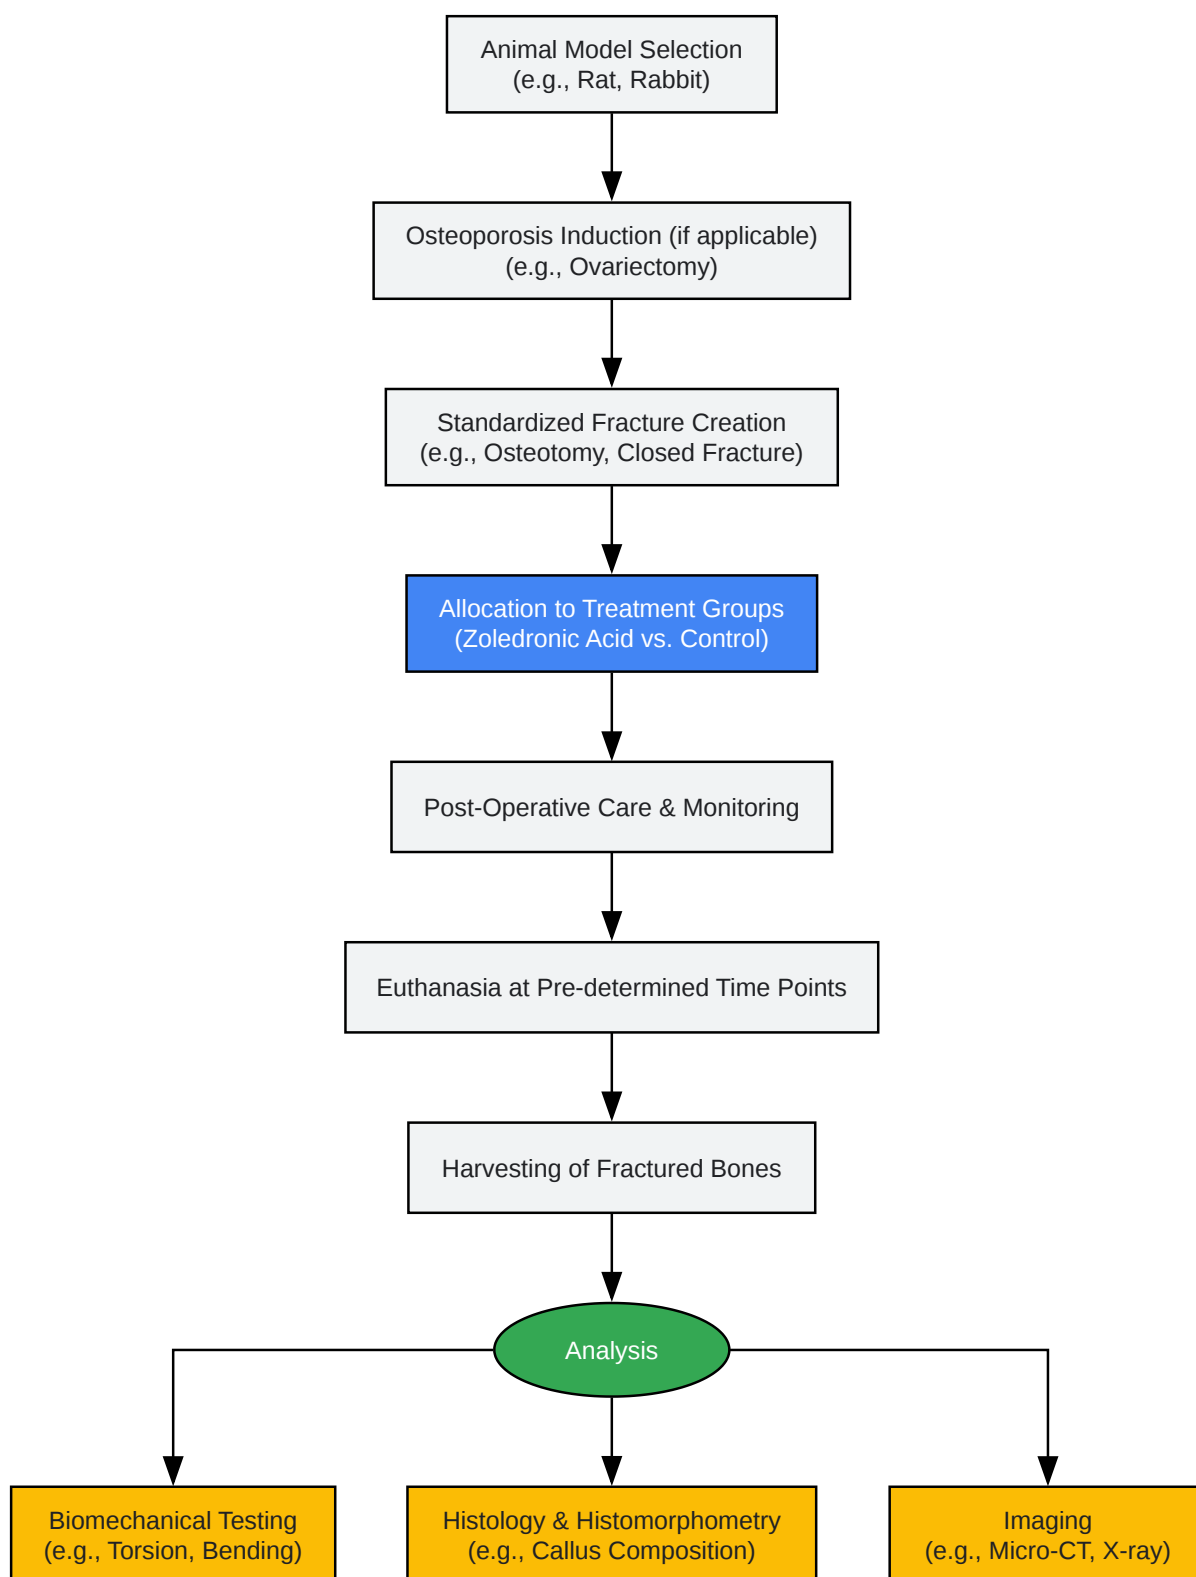 Animal Model Selection
(e.g., Rat, Rabbit)
Osteoporosis Induction (if applicable)
(e.g., Ovariectomy)
Standardized Fracture Creation
(e.g., Osteotomy, Closed Fracture)
Allocation to Treatment Groups
(Zoledronic Acid vs. Control)
Post-Operative Care & Monitoring
Euthanasia at Pre-determined Time Points
Harvesting of Fractured Bones
Analysis
Biomechanical Testing
(e.g., Torsion, Bending)
Histology & Histomorphometry
(e.g., Callus Composition)
Imaging
(e.g., Micro-CT, X-ray)